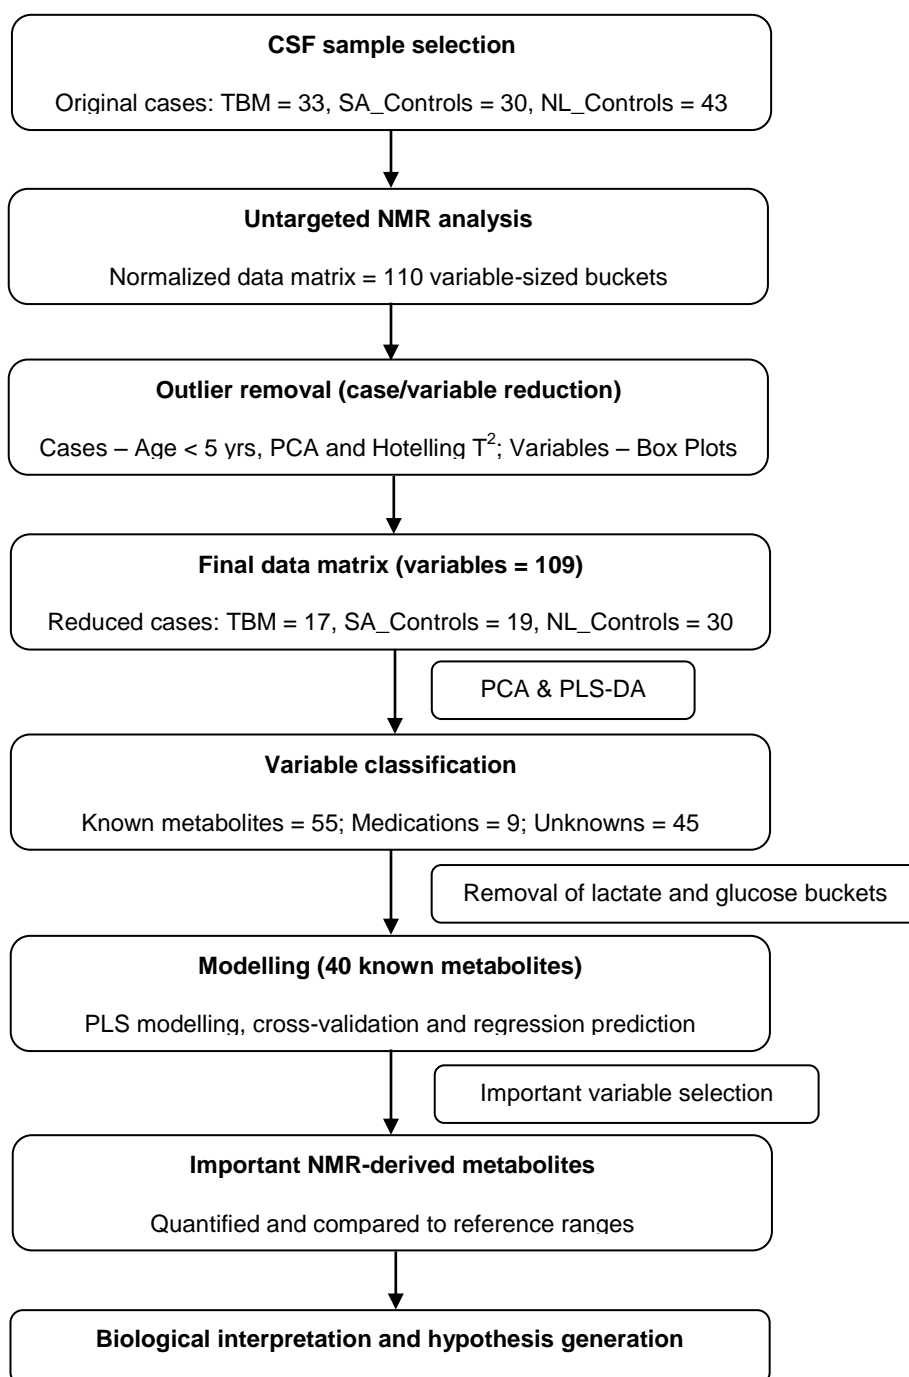 CSF sample selection
Original cases: TBM = 33, SA_Controls = 30, NL_Controls = 43
Untargeted NMR analysis
Normalized data matrix = 110 variable-sized buckets
Outlier removal (case/variable reduction)
Cases – Age < 5 yrs, PCA and Hotelling T²; Variables – Box Plots
Final data matrix (variables = 109)
Reduced cases: TBM = 17, SA_Controls = 19, NL_Controls = 30
PCA & PLS-DA
Variable classification
Known metabolites = 55; Medications = 9; Unknowns = 45
Removal of lactate and glucose buckets
Modelling (40 known metabolites)
PLS modelling, cross-validation and regression prediction
Important variable selection
Important NMR-derived metabolites
Quantified and compared to reference ranges
Biological interpretation and hypothesis generation